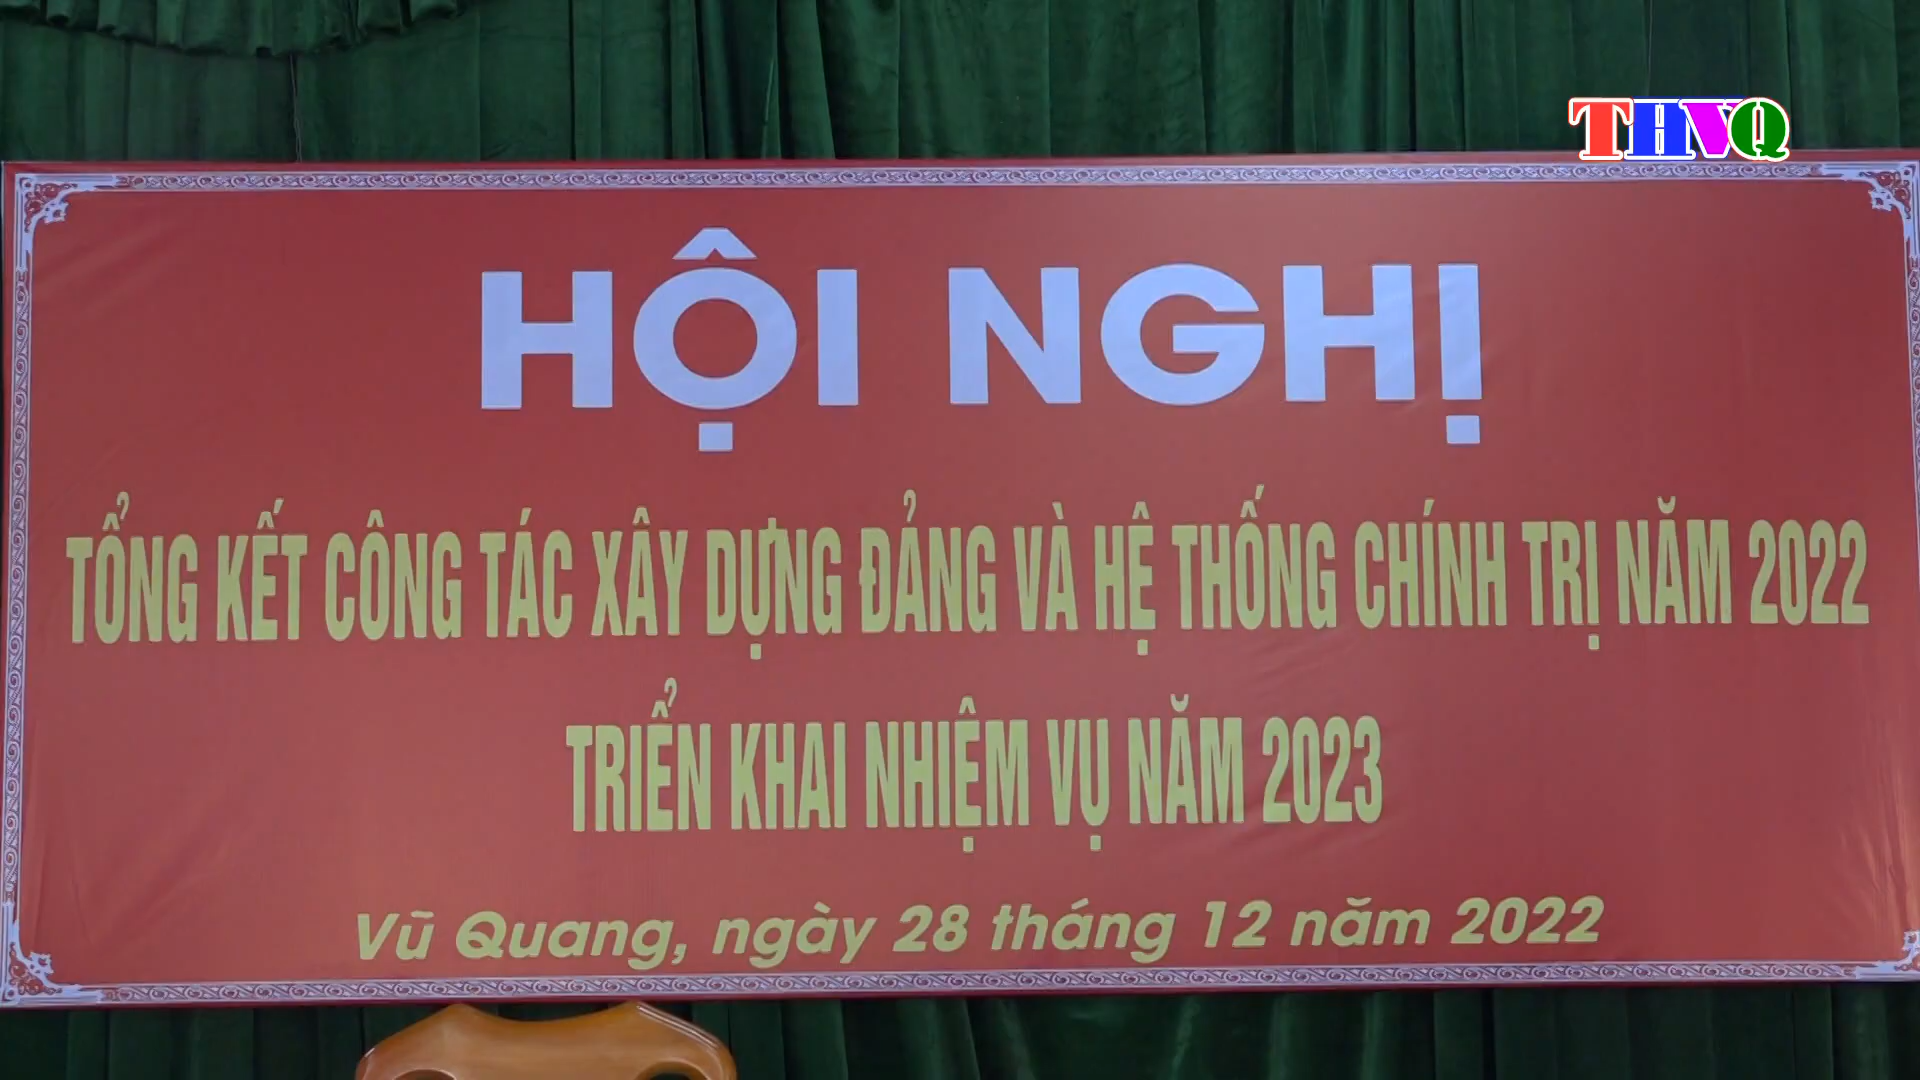 THVQ
HỘI NGHỊ
TỔNG KẾT CÔNG TÁC XÂY DỰNG ĐẢNG VÀ HỆ THỐNG CHÍNH TRỊ NĂM 2022
TRIỂN KHAI NHIỆM VỤ NĂM 2023
Vũ Quang, ngày 28 tháng 12 năm 2022